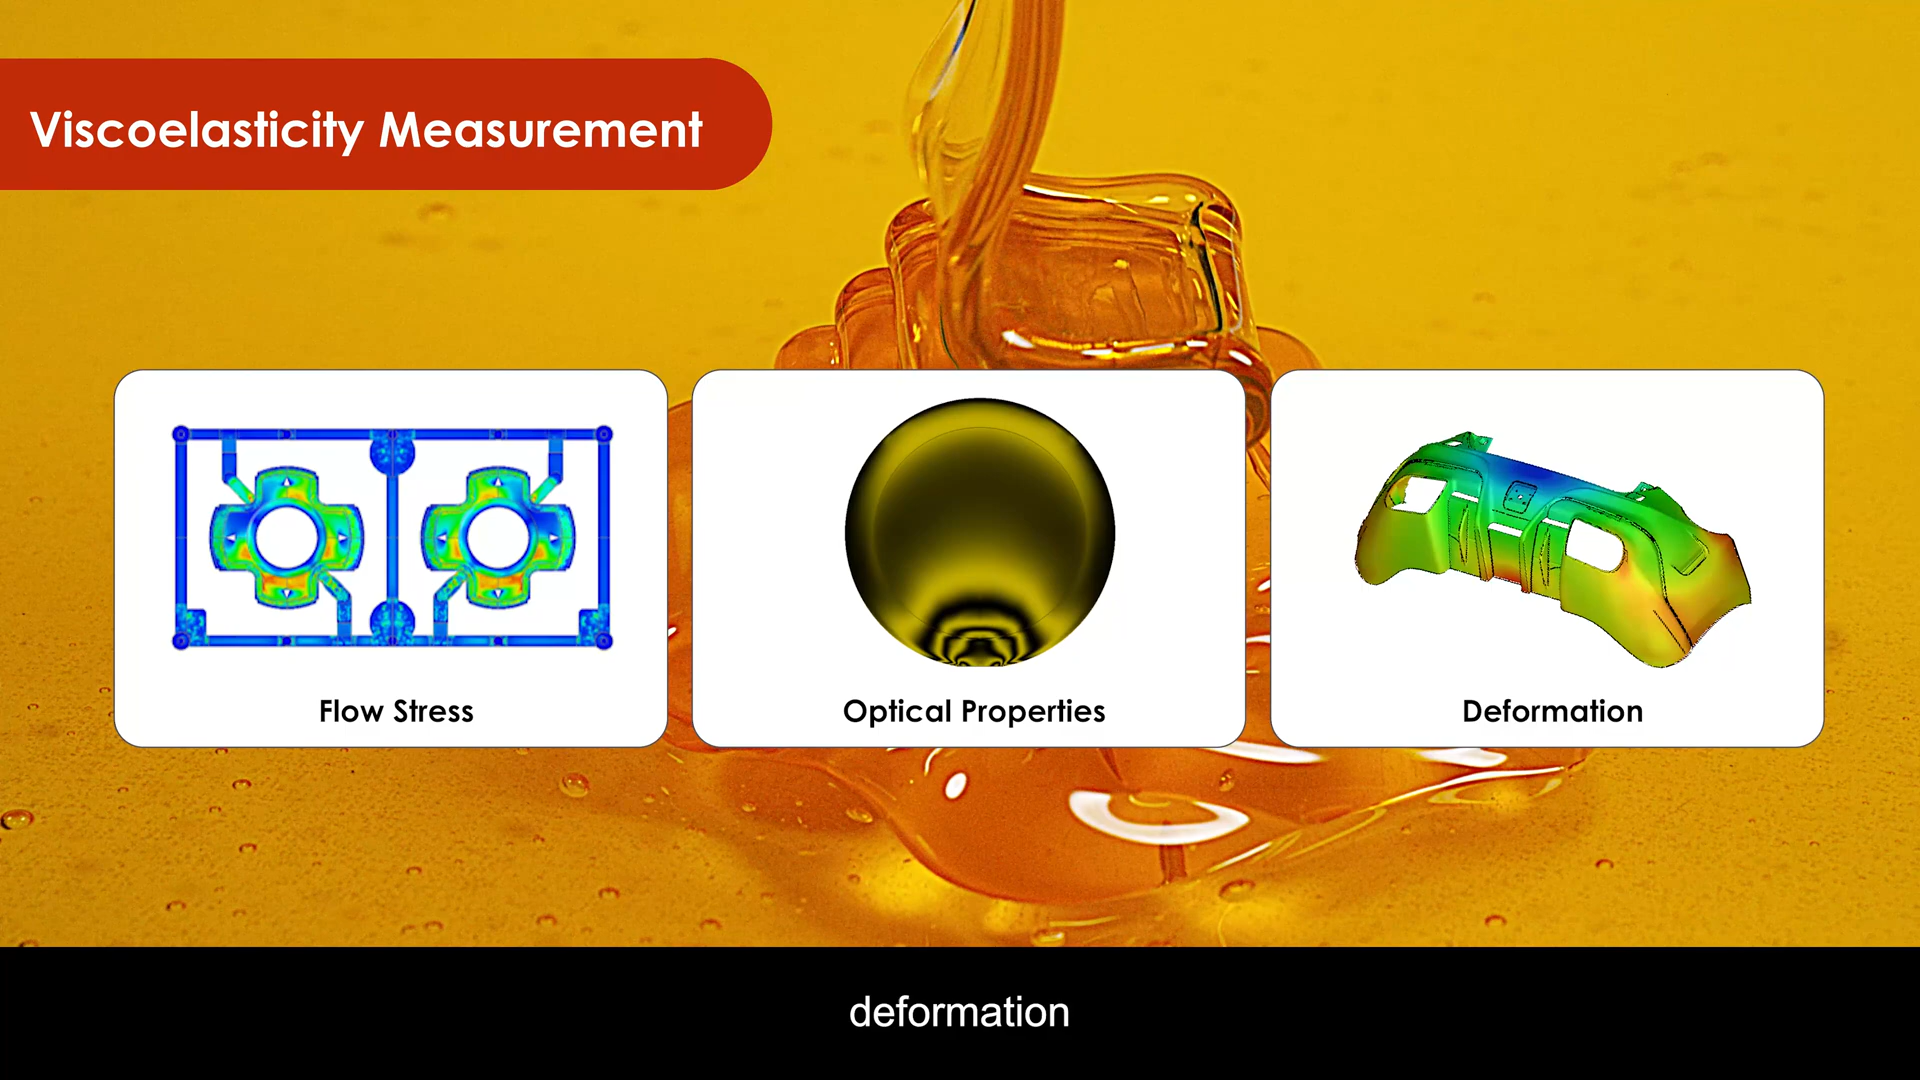 Viscoelasticity Measurement
Flow Stress
Optical Properties
Deformation
deformation